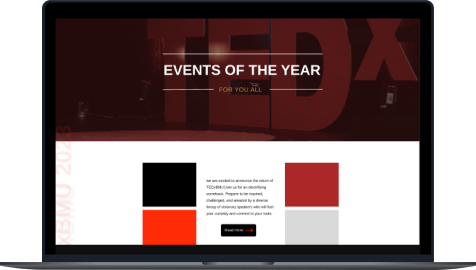 TEDx
EVENTS OF THE YEAR
FOR YOU ALL
xBMU 2023
we are excited to announce the return of
TEDxBMU!Join us for an electrifying
comeback. Prepare to be inspired,
challenged, and amazed by a diverse
lineup of visionary speakers who will fuel
your curiosity and connect to your roots
Read more